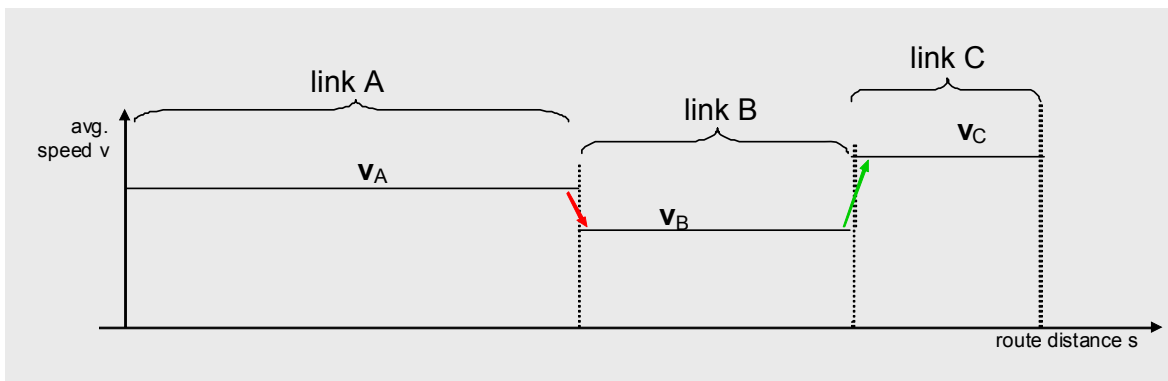 link A
link B
link C
avg.
speed v
vA
vB
vC
route distance s